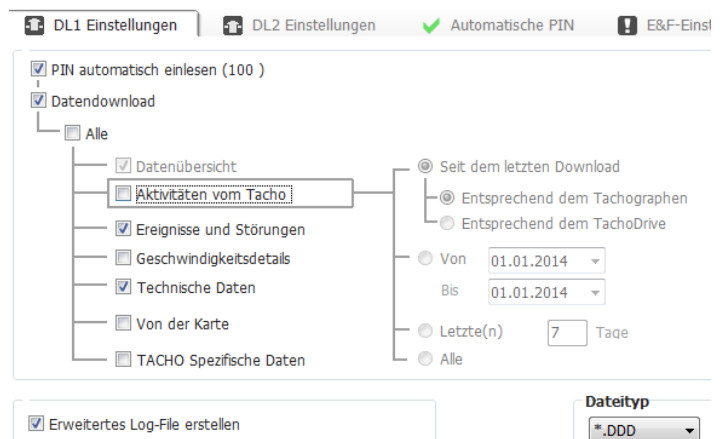 DL1 Einstellungen DL2 Einstellungen Automatische PIN E&F-Einst
PIN automatisch einlesen (100 )
Datendownload
Alle
Datenübersicht
Aktivitäten vom Tacho
Ereignisse und Störungen
Geschwindigkeitsdetails
Technische Daten
Von der Karte
TACHO Spezifische Daten
Seit dem letzten Download
Entsprechend dem Tachographen
Entsprechend dem TachoDrive
Von 01.01.2014
Bis 01.01.2014
Letzte(n) 7 Tage
Alle
Erweitertes Log-File erstellen
Dateityp
*.DDD